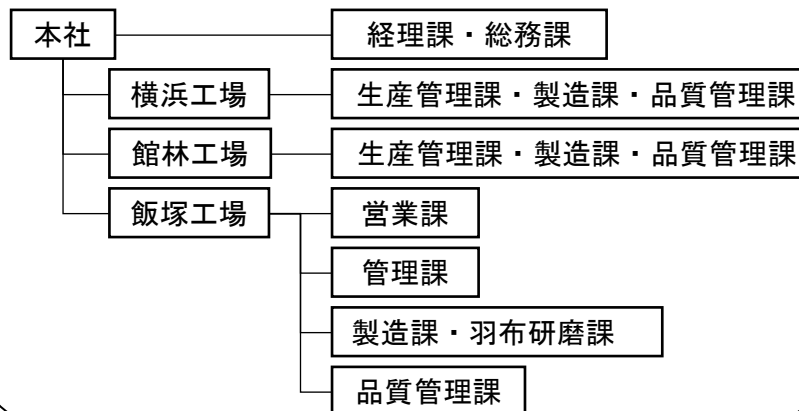 本社
経理課・総務課
横浜工場
生産管理課・製造課・品質管理課
館林工場
生産管理課・製造課・品質管理課
飯塚工場
営業課
管理課
製造課・羽布研磨課
品質管理課